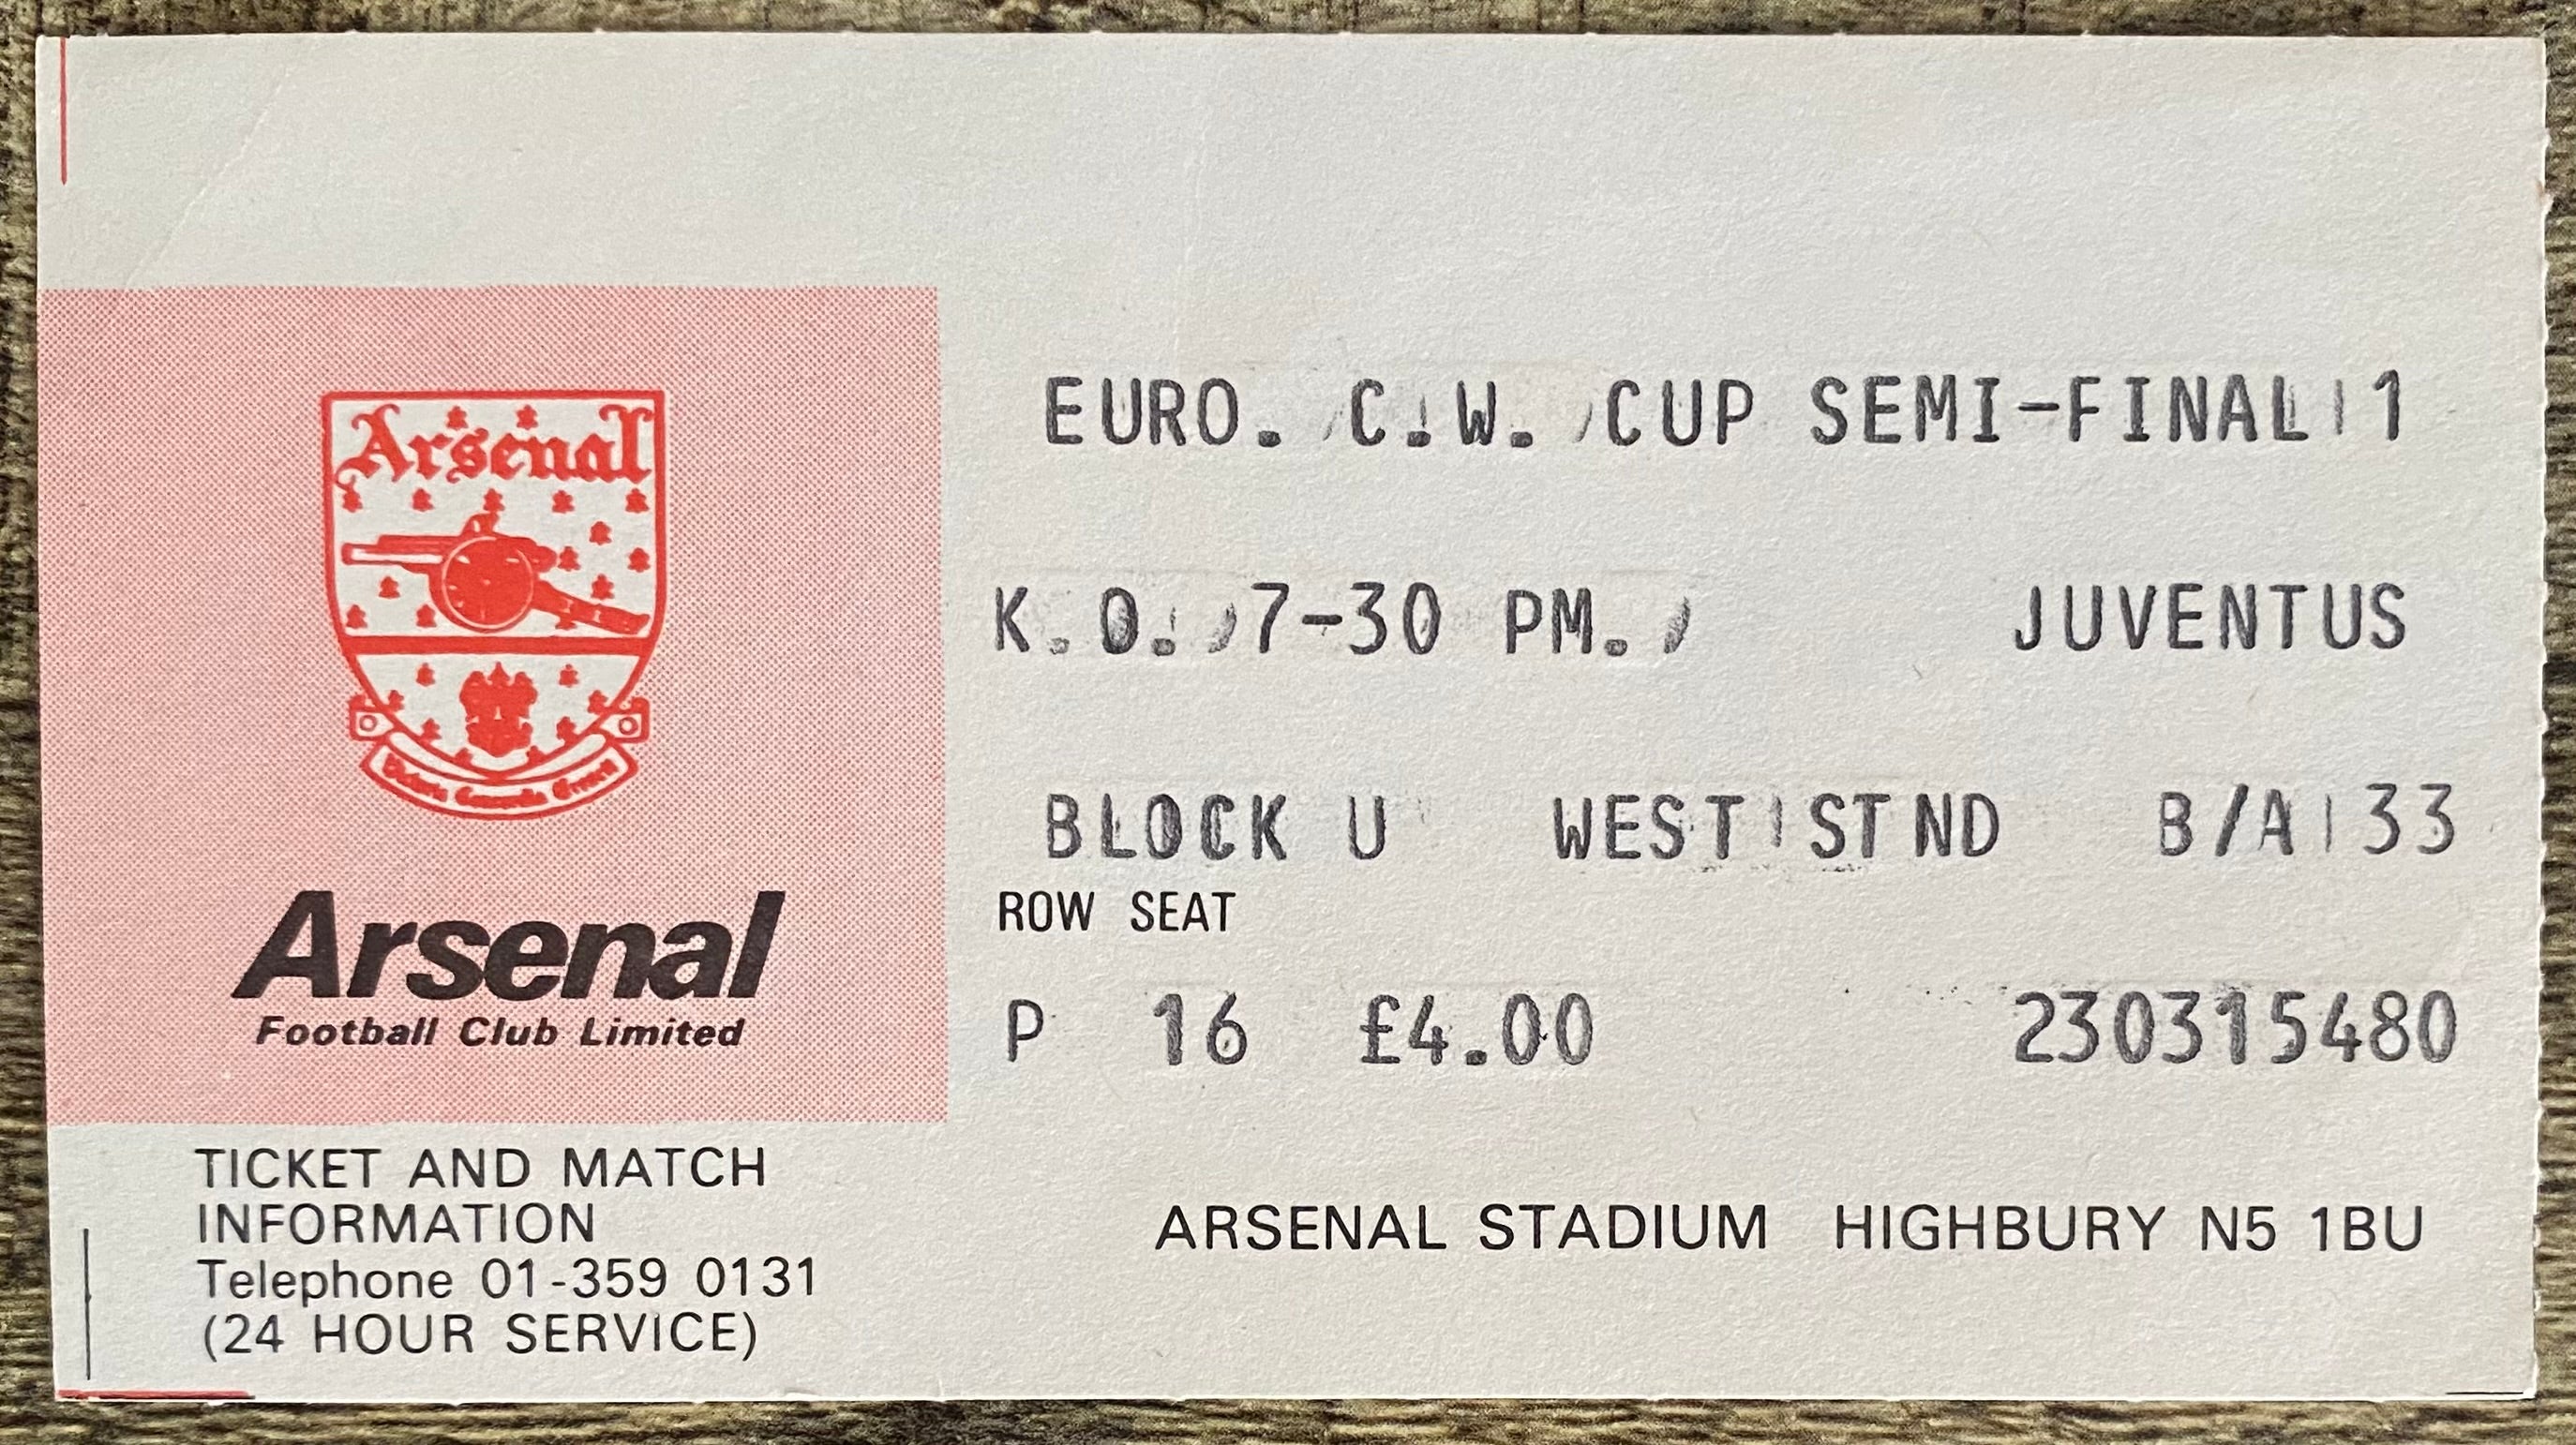 Arsenal
Victoria Concordia Crescit
Arsenal
Football Club Limited
TICKET AND MATCH
INFORMATION
Telephone 01-359 0131
(24 HOUR SERVICE)
EURO. C.W. CUP SEMI-FINAL 1
K.O. 7-30 PM. JUVENTUS
BLOCK U WEST STND B/A 33
ROW SEAT
P 16 £4.00 230315480
ARSENAL STADIUM HIGHBURY N5 1BU